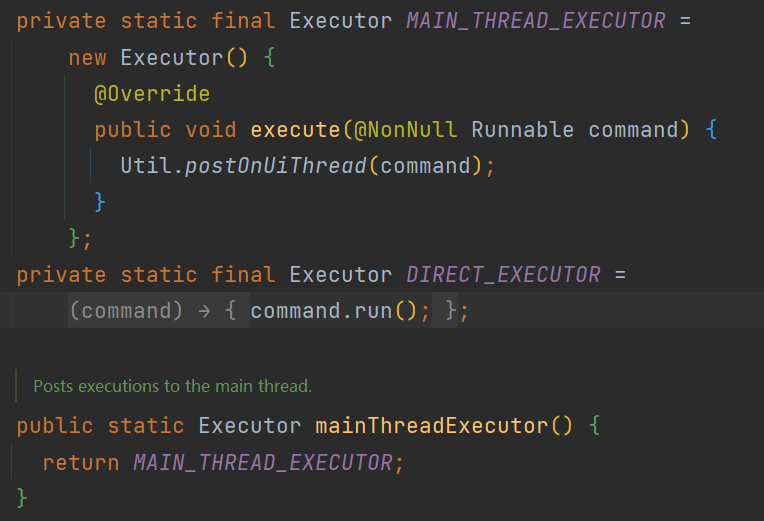 private static final Executor MAIN_THREAD_EXECUTOR =
new Executor() {
@Override
public void execute(@NonNull Runnable command) {
Util.postOnUiThread(command);
}
};
private static final Executor DIRECT_EXECUTOR =
(command) → { command.run(); };
Posts executions to the main thread.
public static Executor mainThreadExecutor() {
return MAIN_THREAD_EXECUTOR;
}